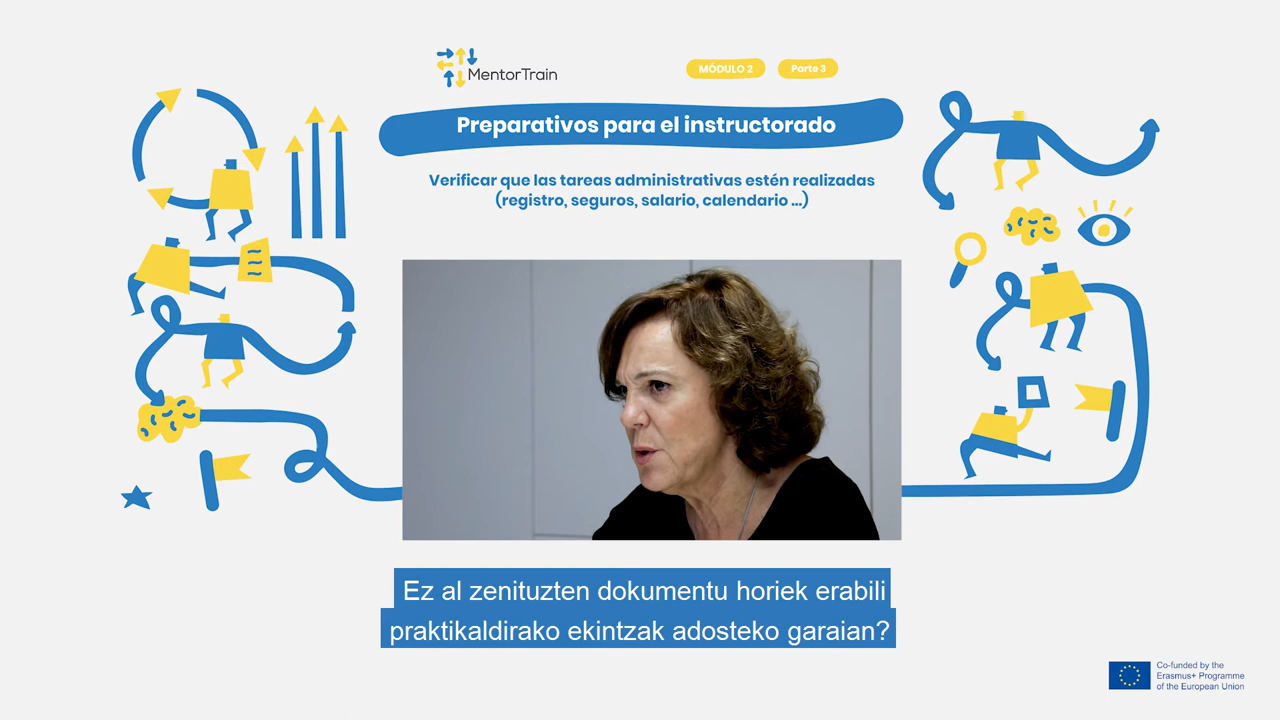 MentorTrain
MÓDULO 2
Parte 3
Preparativos para el instructorado
Verificar que las tareas administrativas estén realizadas
(registro, seguros, salario, calendario ...)
Ez al zenituzten dokumentu horiek erabili
praktikaldirako ekintzak adosteko garaian?
Co-funded by the
Erasmus+ Programme
of the European Union